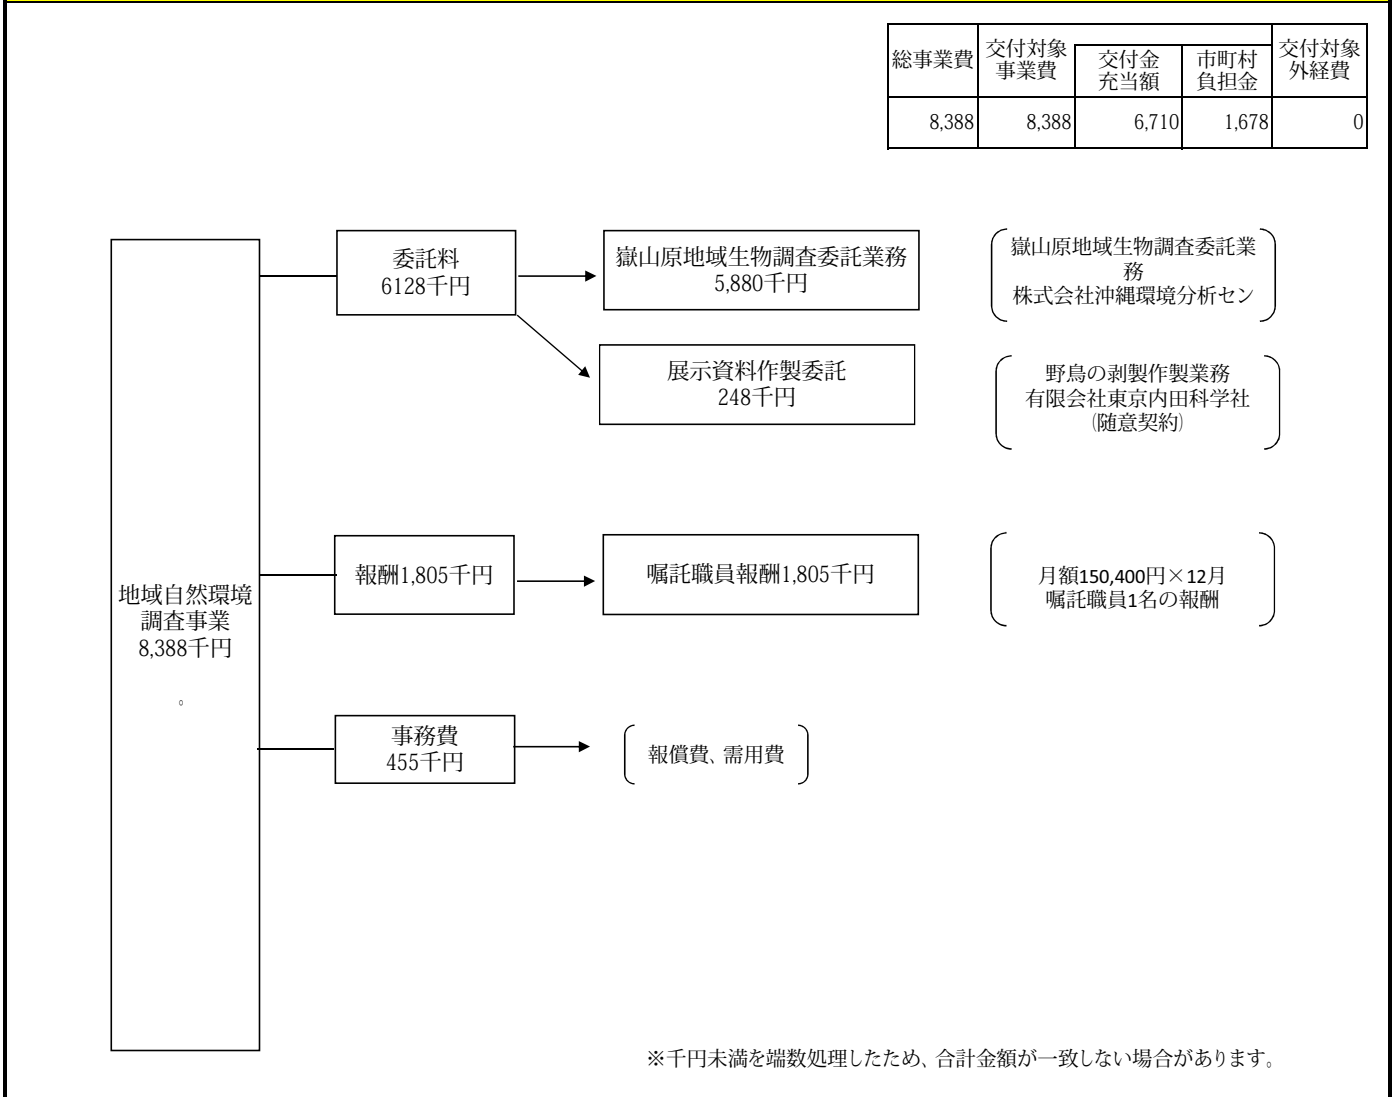 総事業費
交付対象
事業費
交付金
充当額
市町村
負担金
交付対象
外経費
8,388
8,388
6,710
1,678
0
委託料
6128千円
嶽山原地域生物調査委託業務
5,880千円
嶽山原地域生物調査委託業
務
株式会社沖縄環境分析セン
展示資料作製委託
248千円
野鳥の剥製作製業務
有限会社東京内田科学社
(随意契約)
報酬1,805千円
嘱託職員報酬1,805千円
月額150,400円×12月
嘱託職員1名の報酬
地域自然環境
調査事業
8,388千円
。
事務費
455千円
報償費、需用費
※千円未満を端数処理したため、合計金額が一致しない場合があります。